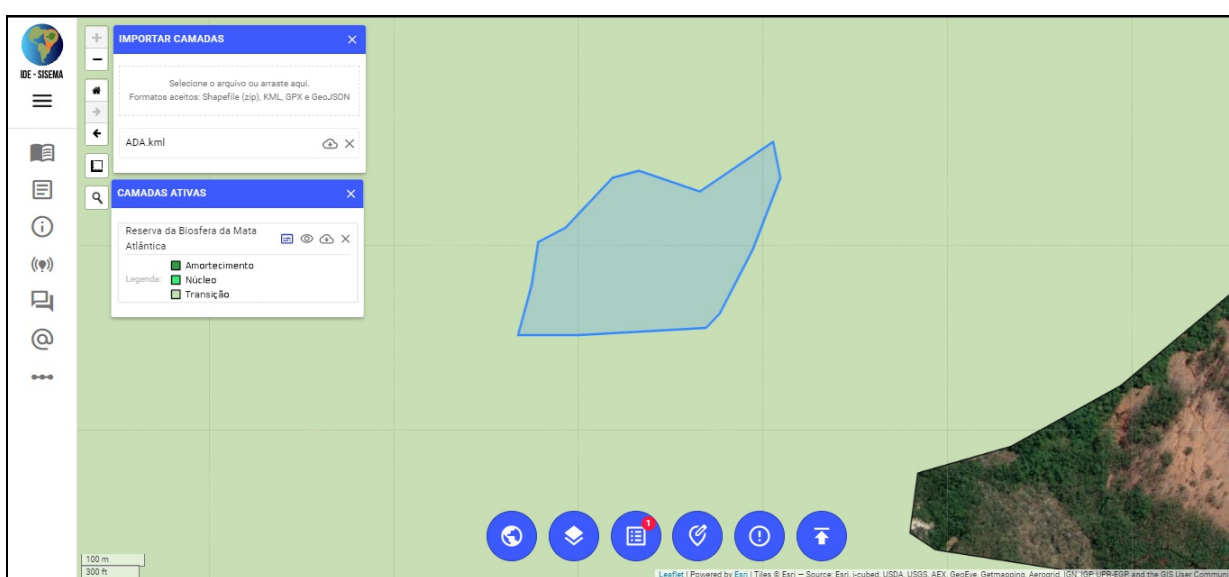 IDE - SISEMA
IMPORTAR CAMADAS
Selecione o arquivo ou arraste aqui.
Formatos aceitos: Shapefile (zip), KML, GPX e GeoJSON
ADA.kml
CAMADAS ATIVAS
Reserva da Biosfera da Mata
Atlântica
Legenda:
Amortecimento
Núcleo
Transição
1
100 m
300 ft
Leaflet | Powered by Esri | Tiles © Esri — Source: Esri, i-cubed, USDA, USGS, AEX, GeoEye, Getmapping, Aerogrid, IGN, IGP, UPR-EGP, and the GIS User Communi